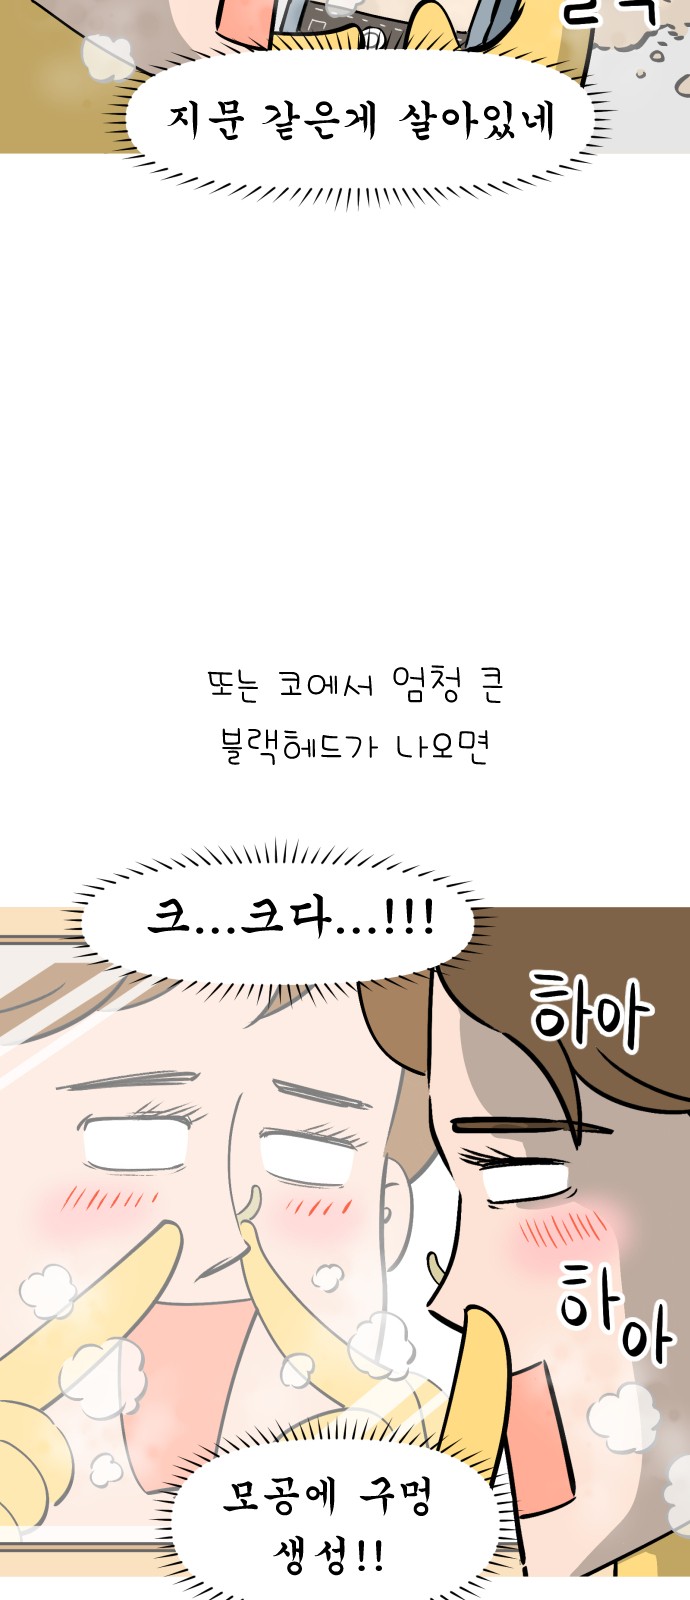 지문 같은게 살아있네
또는 코에서 엄청 큰
블랙헤드가 나오면
크...크다...!!!
하아
하아
모공에 구멍
생성!!